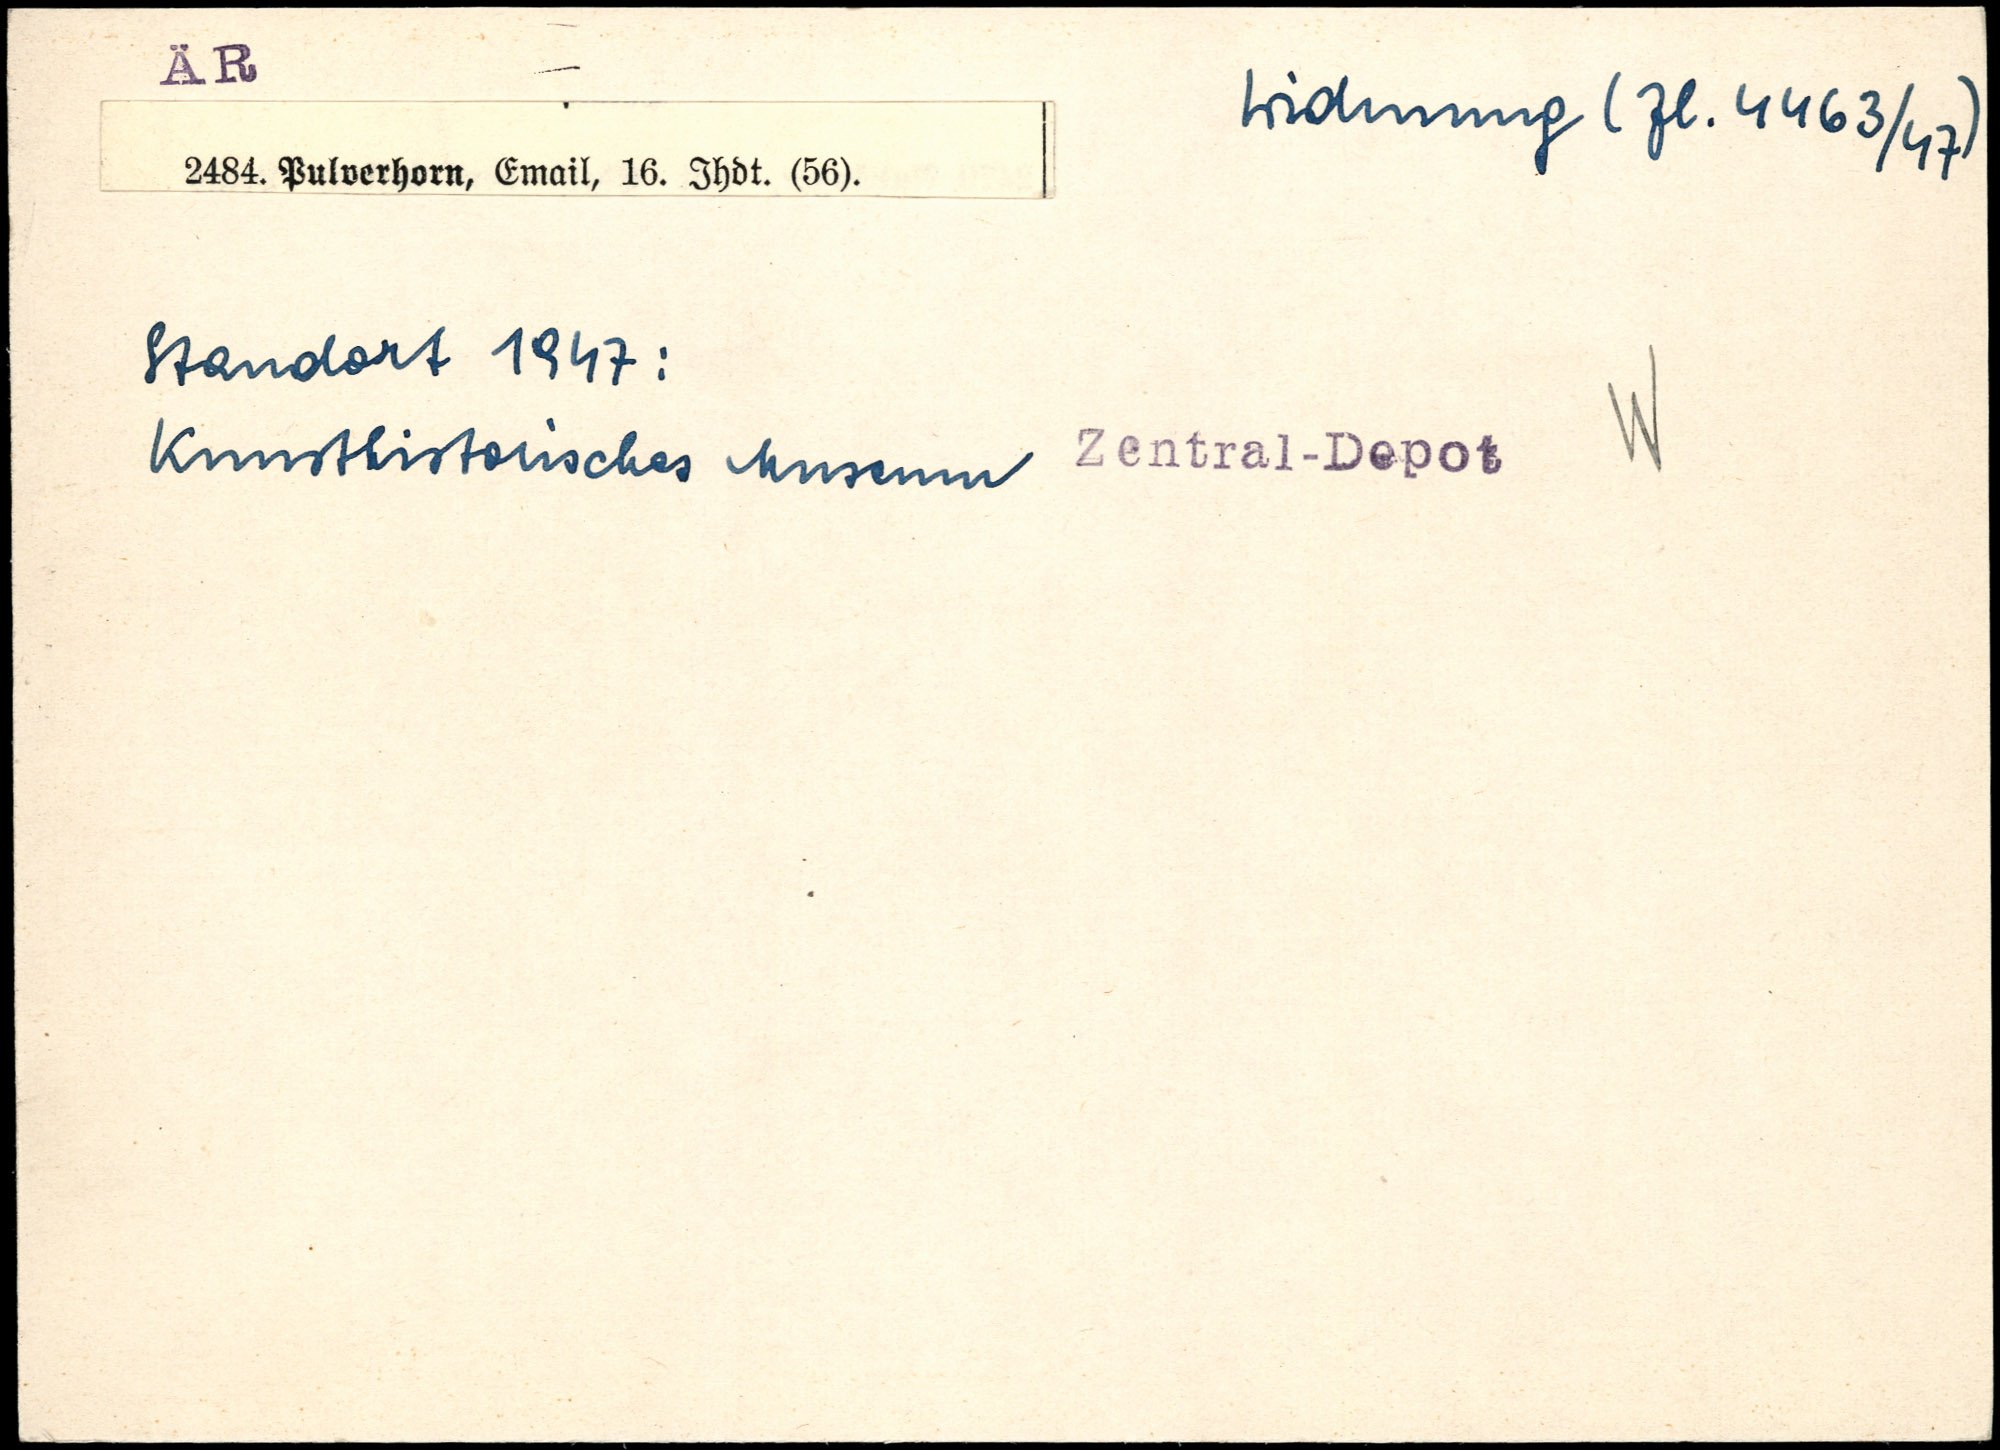 ÄR
Widmung (Zl. 4463/47)
2484. Pulverhorn, Email, 16. Jhdt. (56).
Standort 1947:
Kunsthistorisches Museum Zentral-Depot W